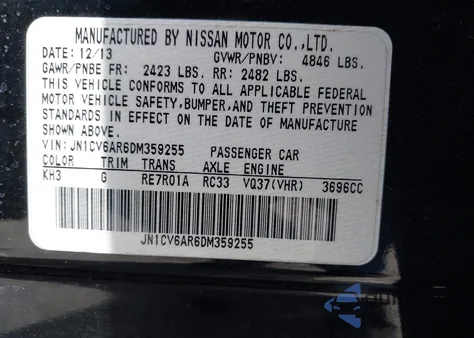 MANUFACTURED BY NISSAN MOTOR CO.,LTD.
DATE: 12/13 GVWR/PNBV: 4846 LBS.
GAWR/PNBE FR: 2423 LBS. RR: 2482 LBS.
THIS VEHICLE CONFORMS TO ALL APPLICABLE FEDERAL
MOTOR VEHICLE SAFETY,BUMPER,AND THEFT PREVENTION
STANDARDS IN EFFECT ON THE DATE OF MANUFACTURE
SHOWN ABOVE.
VIN: JN1CV6AR6DM359255 PASSENGER CAR
COLOR TRIM TRANS AXLE ENGINE
KH3 G RE7R01A RC33 VQ37(VHR) 3696CC
JN1CV6AR6DM359255